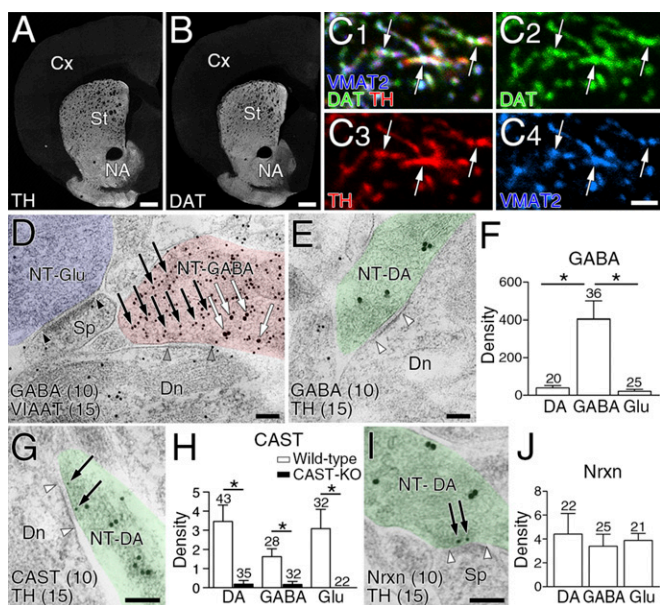 A
Cx
St
NA
TH
B
Cx
St
NA
DAT
C1
VMAT2
DAT TH
C2
DAT
C3
TH
C4
VMAT2
D
NT-Glu
NT-GABA
Sp
Dn
GABA (10)
VIAAT (15)
E
NT-DA
Dn
GABA (10)
TH (15)
F
GABA
Density
600
400
200
0
* *
20 36 25
DA GABA Glu
G
Dn
NT-DA
CAST (10)
TH (15)
H
CAST
Wild-type
CAST-KO
Density
6
4
2
0
* * *
43 35 28 32 32 22
DA GABA Glu
I
NT- DA
Sp
Nrxn (10)
TH (15)
J
Nrxn
Density
8
6
4
2
0
22 25 21
DA GABA Glu